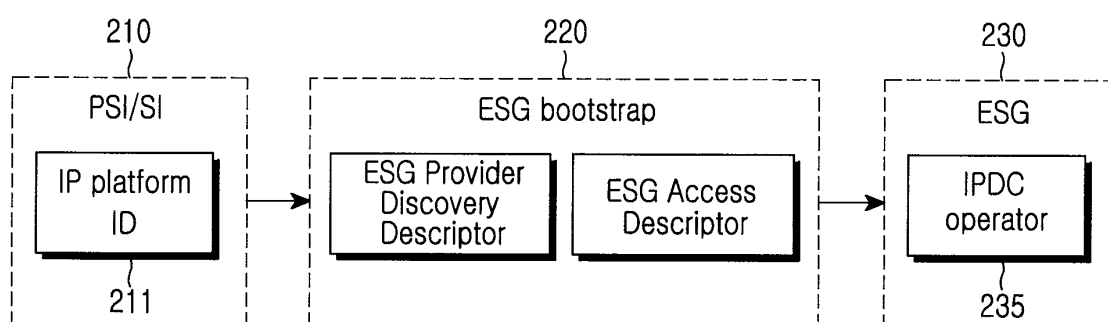 210
220
230
PSI/SI
ESG bootstrap
ESG
IP platform
ID
ESG Provider
Discovery
Descriptor
ESG Access
Descriptor
IPDC
operator
211
235